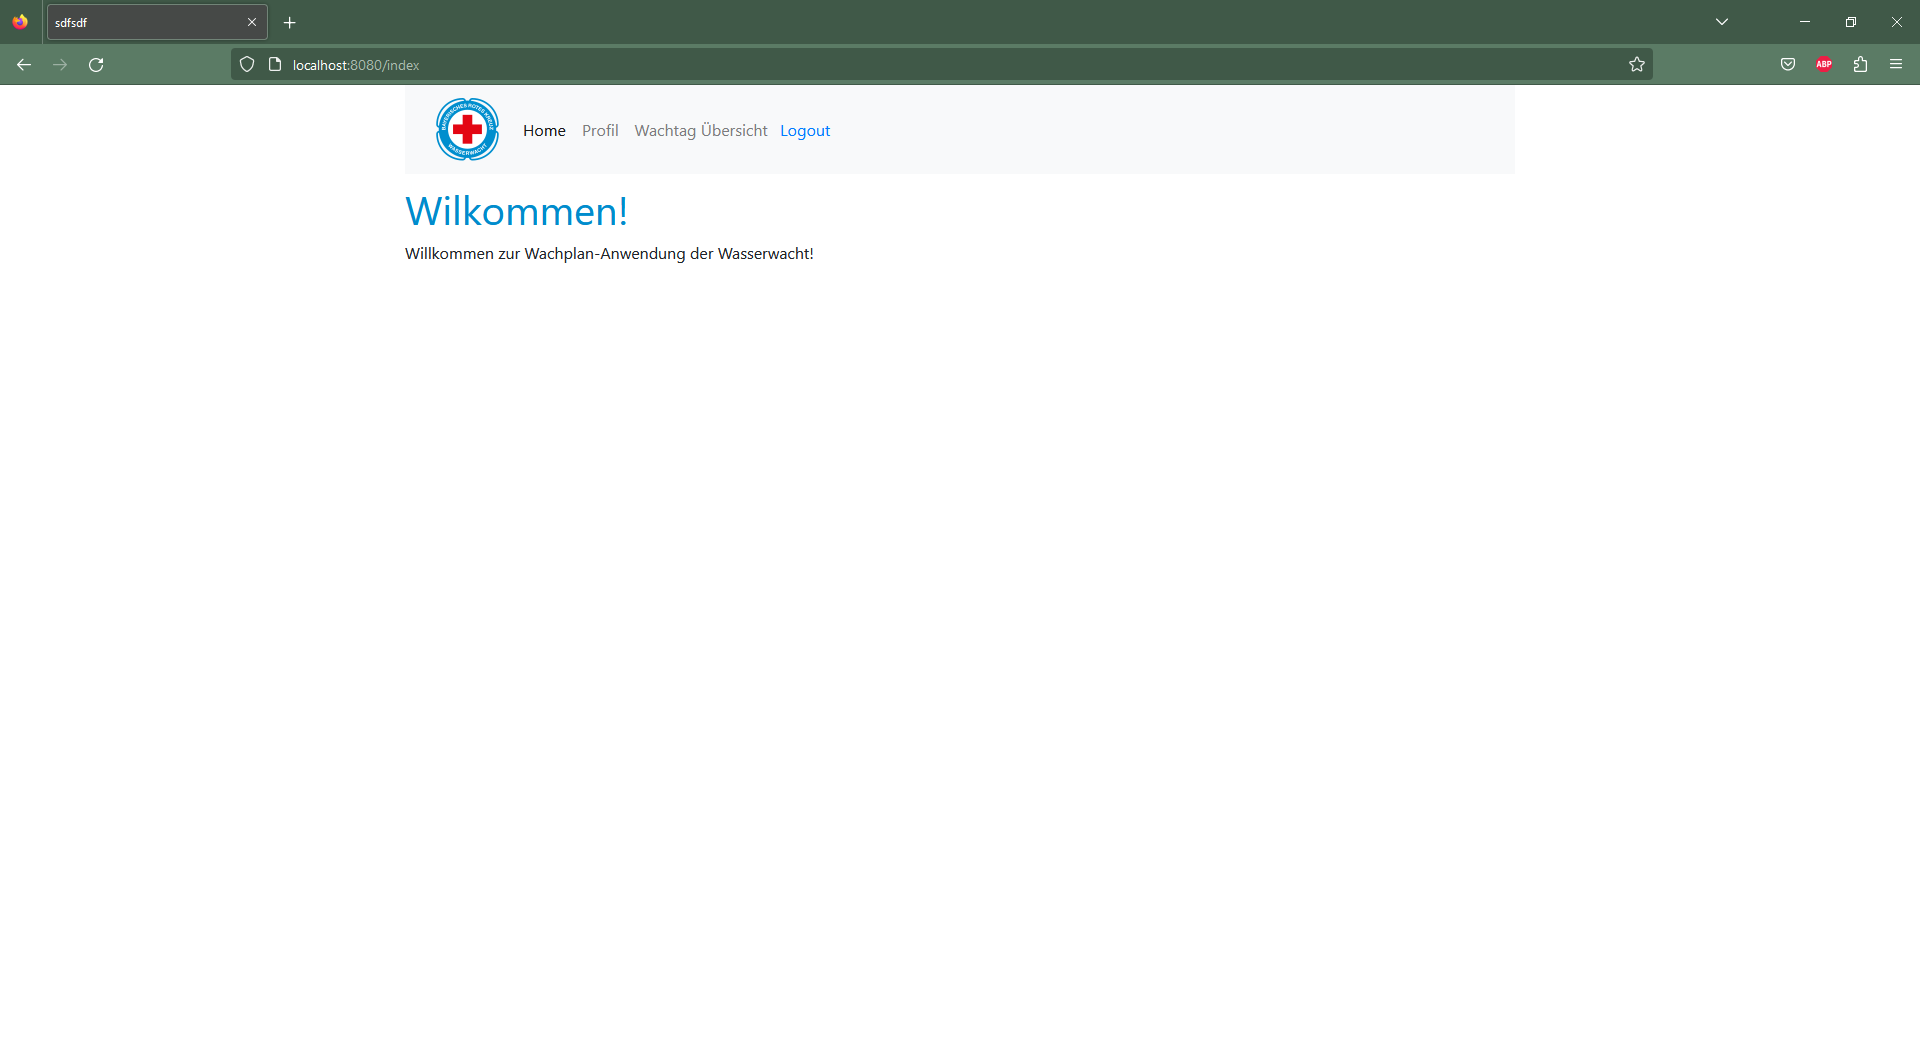 sdfsdf
localhost:8080/index
ABP
BAYERISCHES ROTES KREUZ
WASSERWACHT
Home Profil Wachtag Übersicht Logout
Wilkommen!
Willkommen zur Wachplan-Anwendung der Wasserwacht!